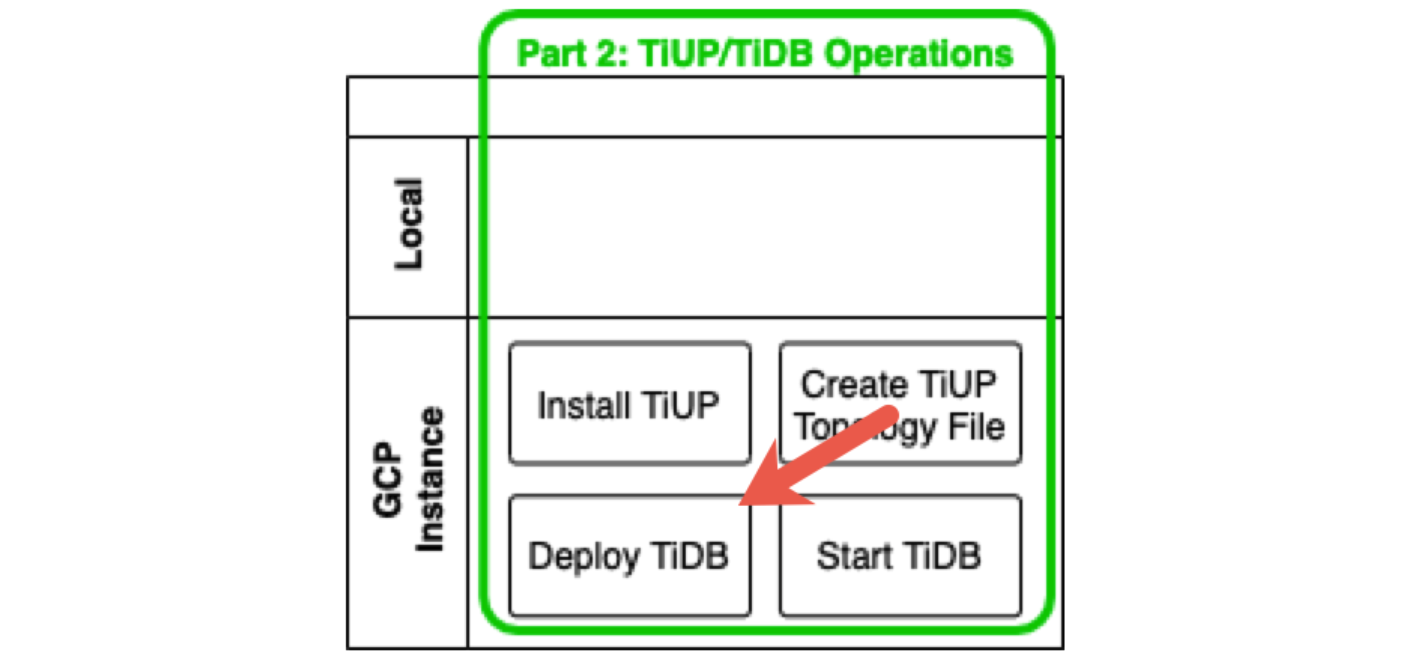 Part 2: TiUP/TiDB Operations
Local
GCP
Instance
Install TiUP
Create TiUP
Topology File
Deploy TiDB
Start TiDB